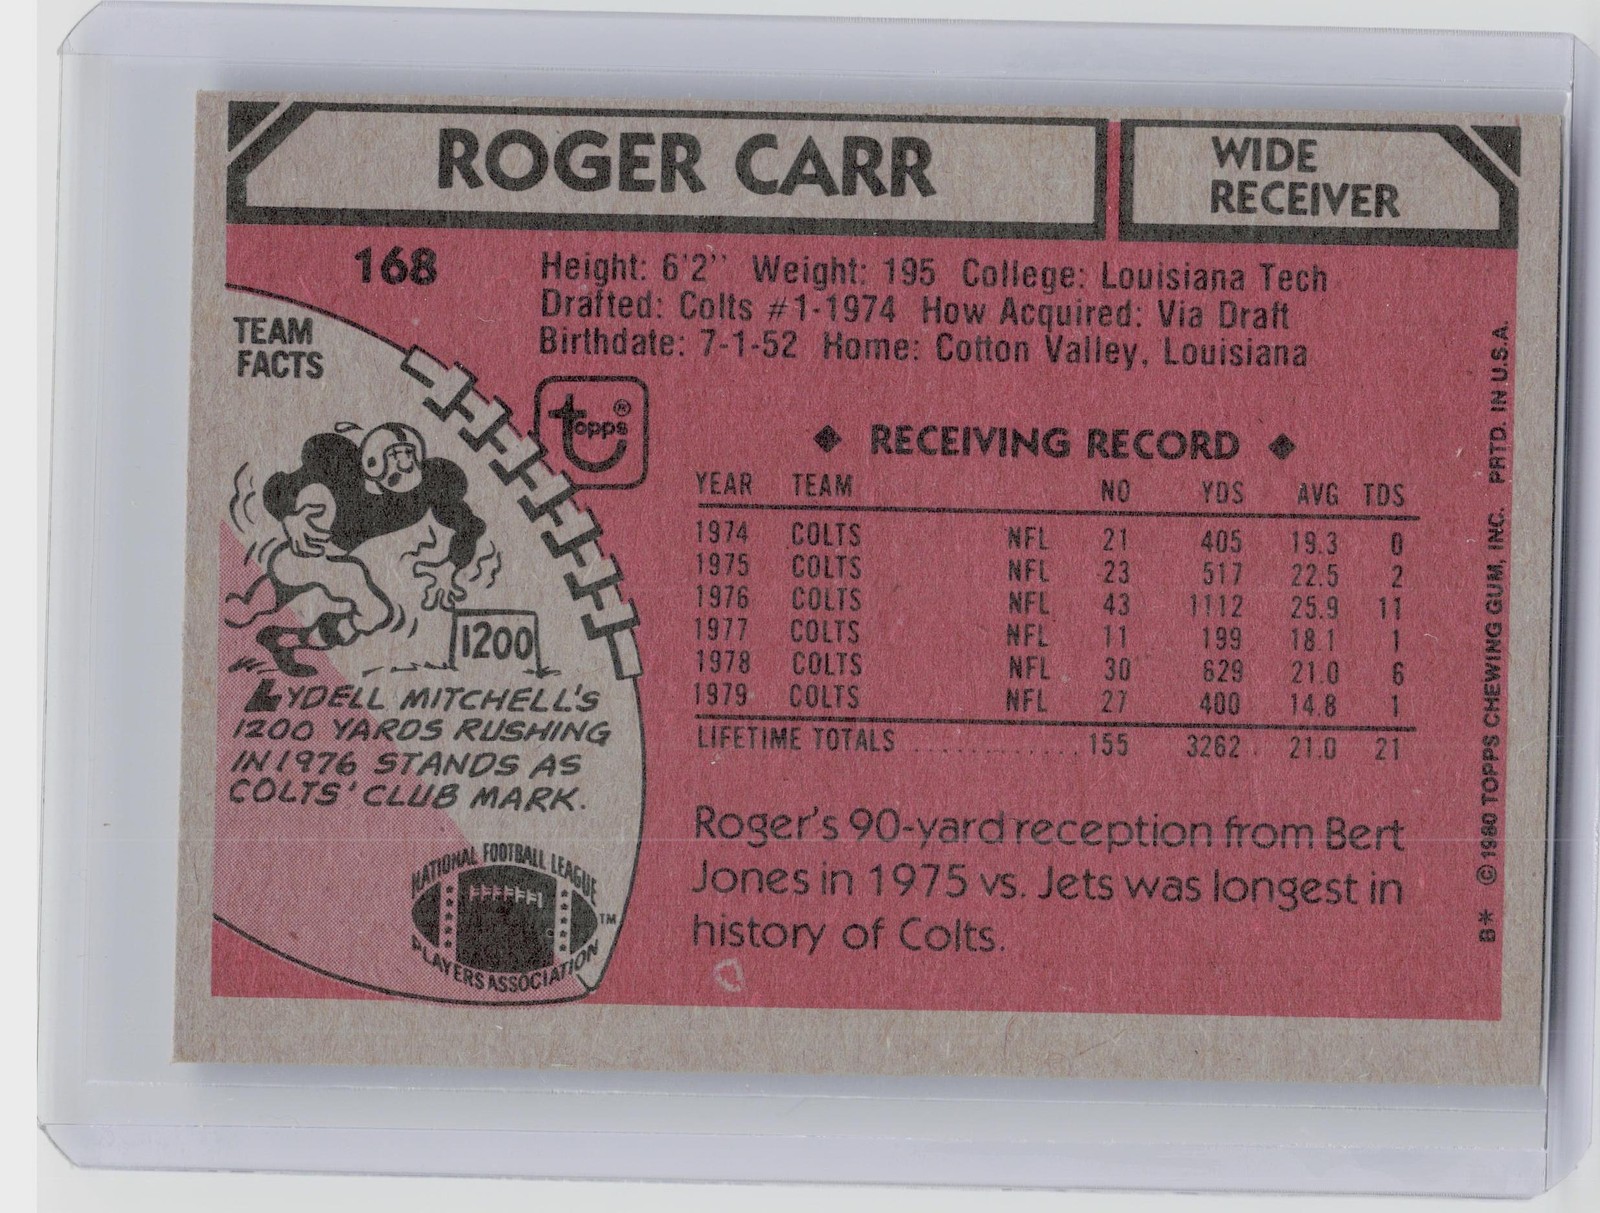 ROGER CARR
WIDE
RECEIVER
168
Height: 6'2" Weight: 195 College: Louisiana Tech
Drafted: Colts #1-1974 How Acquired: Via Draft
Birthdate: 7-1-52 Home: Cotton Valley, Louisiana
TEAM
FACTS
topps®
1200
LYDELL MITCHELL'S
1200 YARDS RUSHING
IN 1976 STANDS AS
COLTS' CLUB MARK.
NATIONAL FOOTBALL LEAGUE
PLAYERS ASSOCIATION
TM
◆ RECEIVING RECORD ◆
YEAR TEAM NO YDS AVG TDS
1974 COLTS NFL 21 405 19.3 0
1975 COLTS NFL 23 517 22.5 2
1976 COLTS NFL 43 1112 25.9 11
1977 COLTS NFL 11 199 18.1 1
1978 COLTS NFL 30 629 21.0 6
1979 COLTS NFL 27 400 14.8 1
LIFETIME TOTALS .............155 3262 . 21.0 21
Roger's 90-yard reception from Bert
Jones in 1975 vs. Jets was longest in
history of Colts.
B* ©1980 TOPPS CHEWING GUM, INC. PRTD. IN U.S.A.